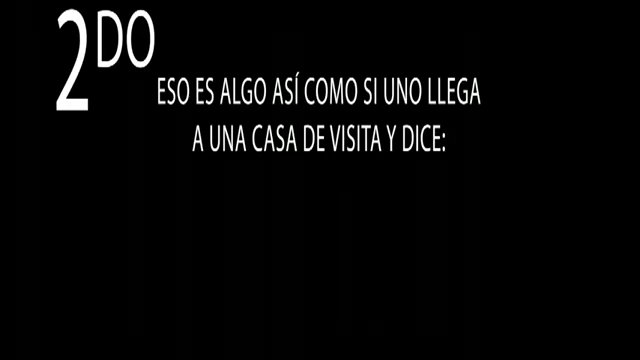 2DO
ESO ES ALGO ASÍ COMO SI UNO LLEGA
A UNA CASA DE VISITA Y DICE: